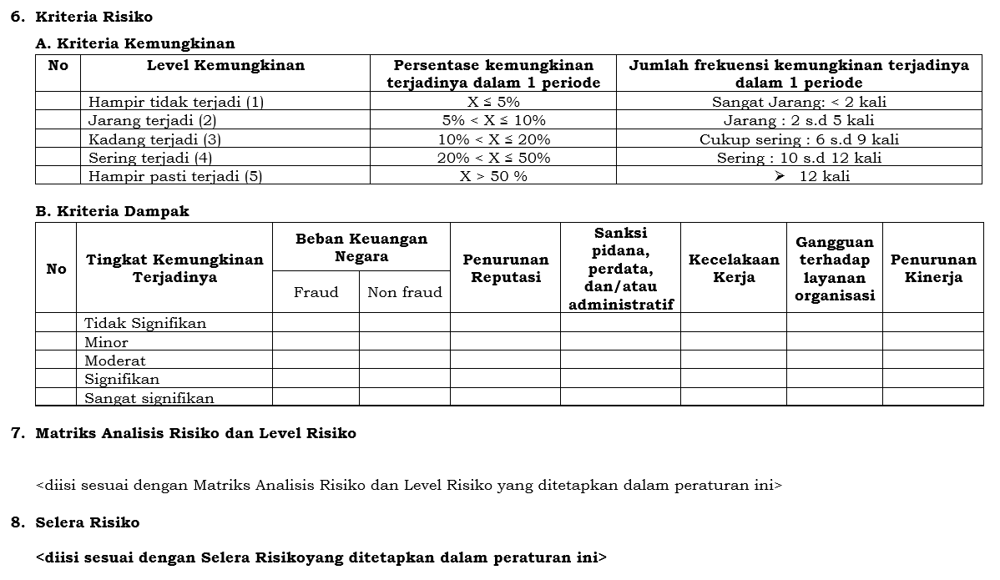 6. Kriteria Risiko
A. Kriteria Kemungkinan
No Level Kemungkinan Persentase kemungkinan terjadinya dalam 1 periode Jumlah frekuensi kemungkinan terjadinya dalam 1 periode
Hampir tidak terjadi (1) X ≤ 5% Sangat Jarang: < 2 kali
Jarang terjadi (2) 5% < X ≤ 10% Jarang : 2 s.d 5 kali
Kadang terjadi (3) 10% < X ≤ 20% Cukup sering : 6 s.d 9 kali
Sering terjadi (4) 20% < X ≤ 50% Sering : 10 s.d 12 kali
Hampir pasti terjadi (5) X > 50 % ➢ 12 kali
B. Kriteria Dampak
No Tingkat Kemungkinan Terjadinya Beban Keuangan Negara Penurunan Reputasi Sanksi pidana, perdata, dan/atau administratif Kecelakaan Kerja Gangguan terhadap layanan organisasi Penurunan Kinerja
Fraud Non fraud
Tidak Signifikan
Minor
Moderat
Signifikan
Sangat signifikan
7. Matriks Analisis Risiko dan Level Risiko
<diisi sesuai dengan Matriks Analisis Risiko dan Level Risiko yang ditetapkan dalam peraturan ini>
8. Selera Risiko
<diisi sesuai dengan Selera Risikoyang ditetapkan dalam peraturan ini>